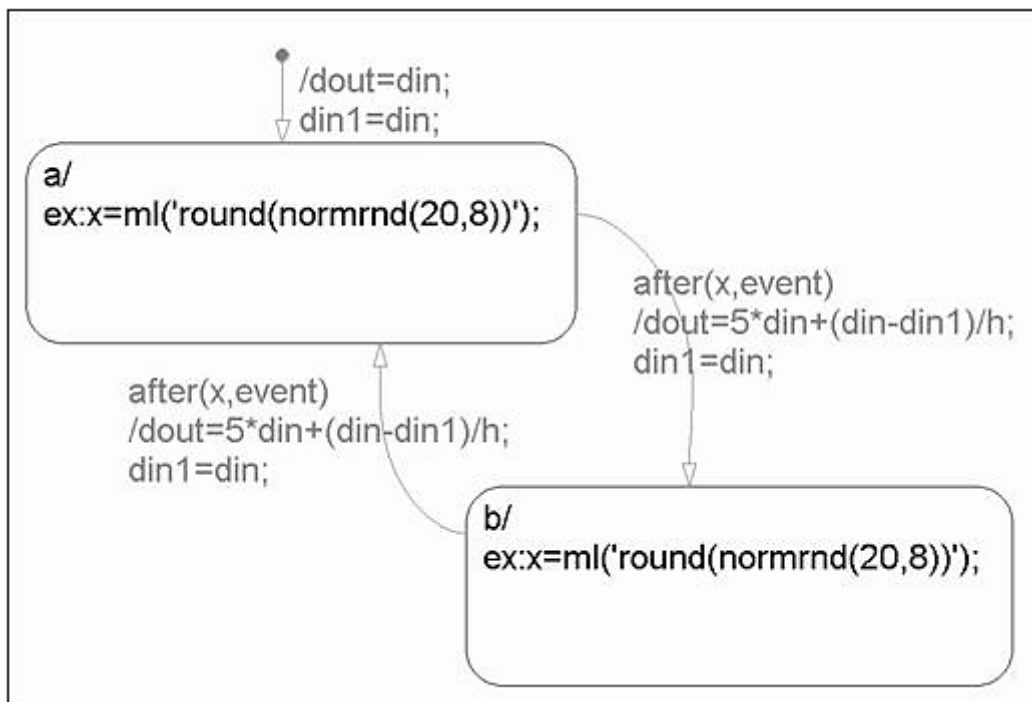 /dout=din;
din1=din;
a/
ex:x=ml('round(normrnd(20,8))');
after(x,event)
/dout=5*din+(din-din1)/h;
din1=din;
after(x,event)
/dout=5*din+(din-din1)/h;
din1=din;
b/
ex:x=ml('round(normrnd(20,8))');